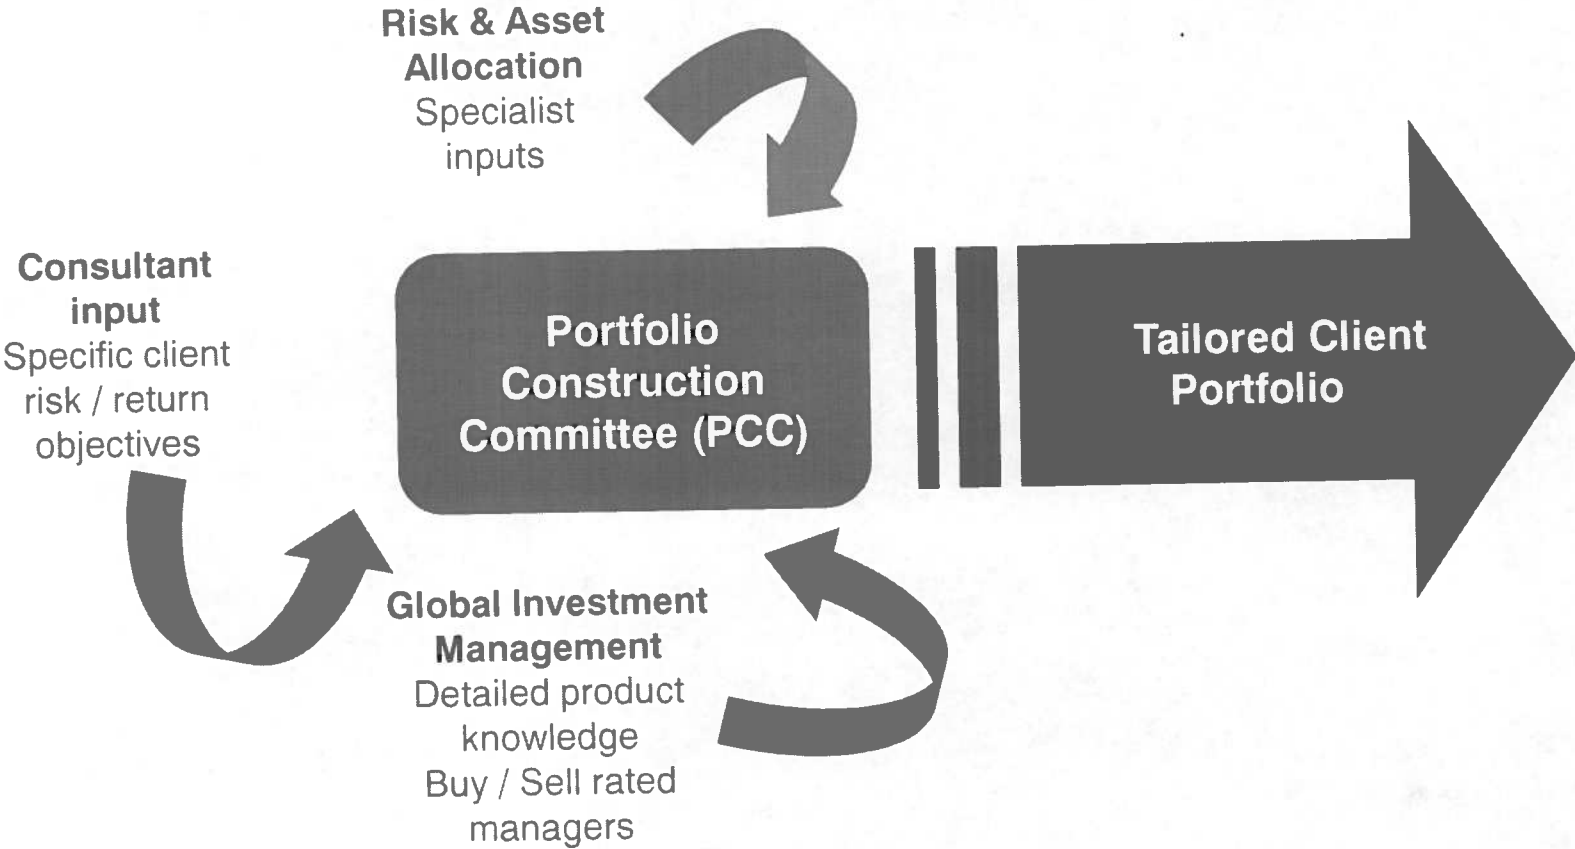 Risk & Asset
Allocation
Specialist
inputs
Consultant
input
Specific client
risk / return
objectives
Portfolio
Construction
Committee (PCC)
Tailored Client
Portfolio
Global Investment
Management
Detailed product
knowledge
Buy / Sell rated
managers